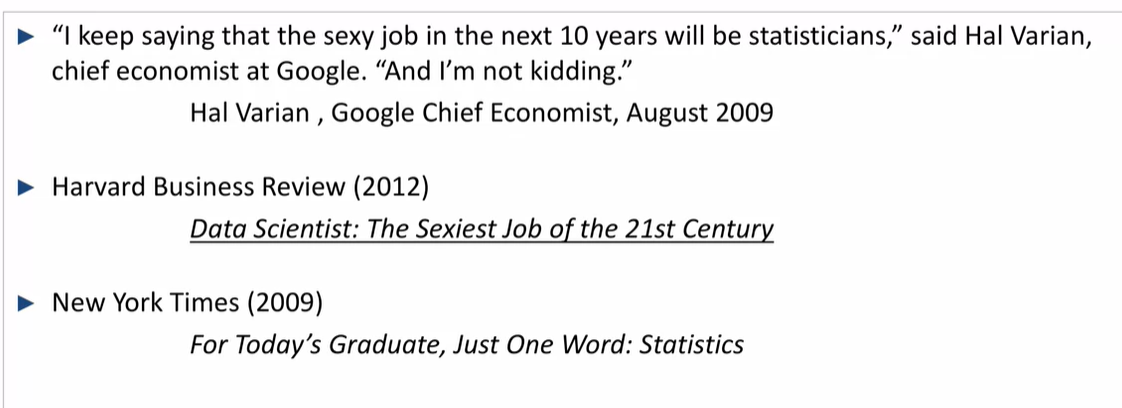 ► “I keep saying that the sexy job in the next 10 years will be statisticians,” said Hal Varian,
chief economist at Google. “And I’m not kidding.”
Hal Varian , Google Chief Economist, August 2009
► Harvard Business Review (2012)
Data Scientist: The Sexiest Job of the 21st Century
► New York Times (2009)
For Today’s Graduate, Just One Word: Statistics